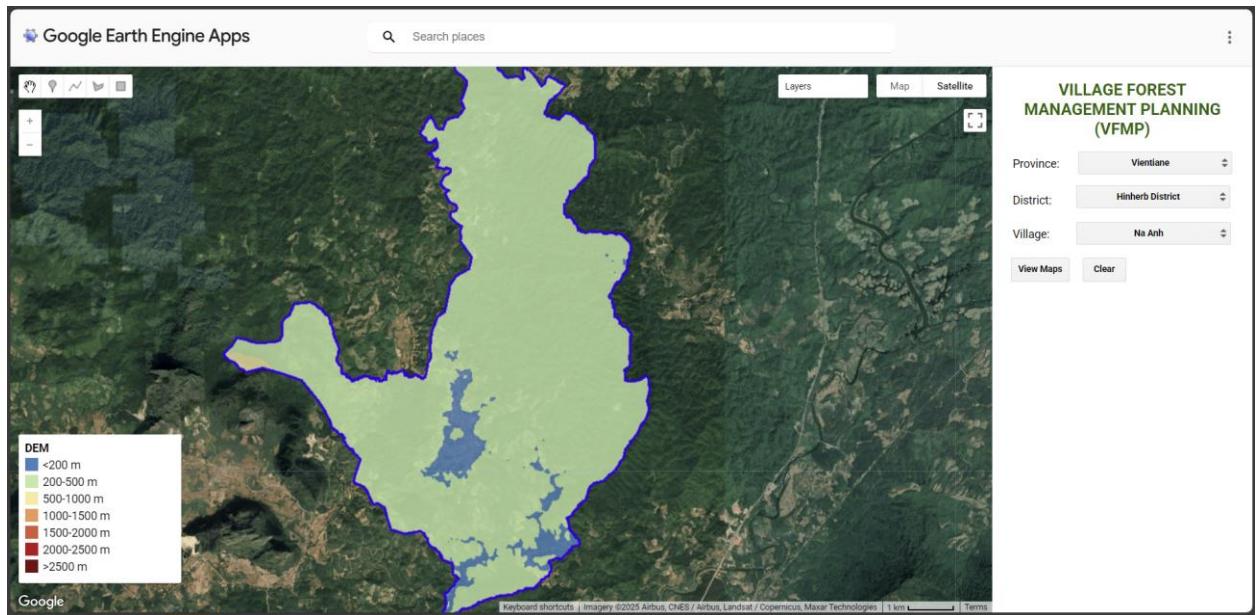 Google Earth Engine Apps
Search places
Layers
Map
Satellite
+
−
VILLAGE FOREST
MANAGEMENT PLANNING
(VFMP)
Province: Vientiane
District: Hinherb District
Village: Na Anh
View Maps Clear
DEM
<200 m
200-500 m
500-1000 m
1000-1500 m
1500-2000 m
2000-2500 m
>2500 m
Google
Keyboard shortcuts Imagery ©2025 Airbus, CNES / Airbus, Landsat / Copernicus, Maxar Technologies 1 km Terms